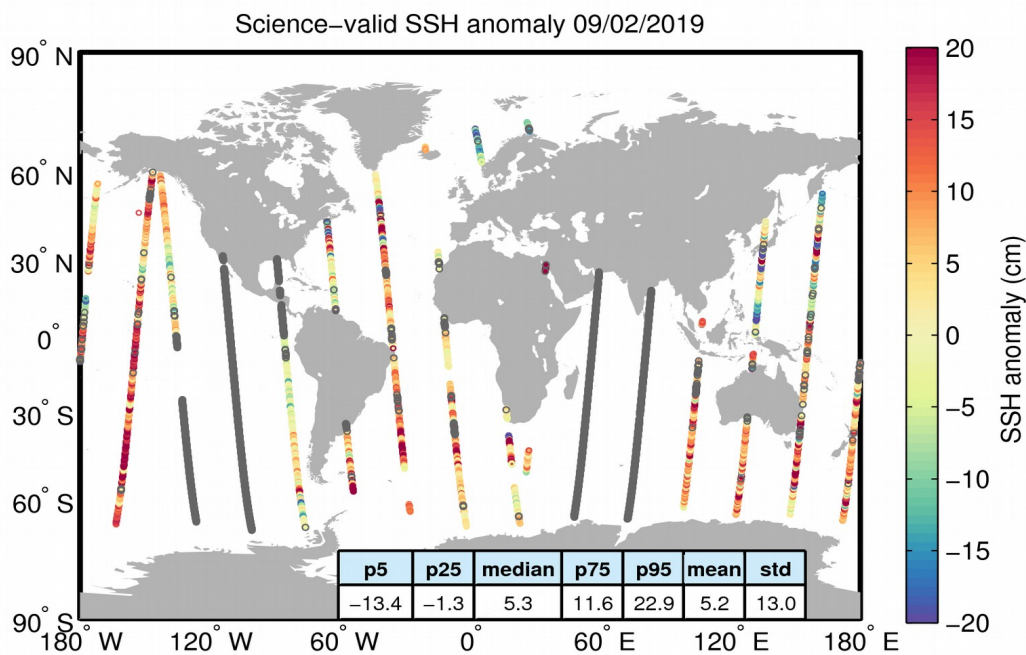 Science−valid SSH anomaly 09/02/2019
90° N
60° N
30° N
0°
30° S
60° S
90° S
180° W
120° W
60° W
0°
60° E
120° E
180° E
p5 p25 median p75 p95 mean std
−13.4 −1.3 5.3 11.6 22.9 5.2 13.0
20
15
10
5
0
−5
−10
−15
−20
SSH anomaly (cm)